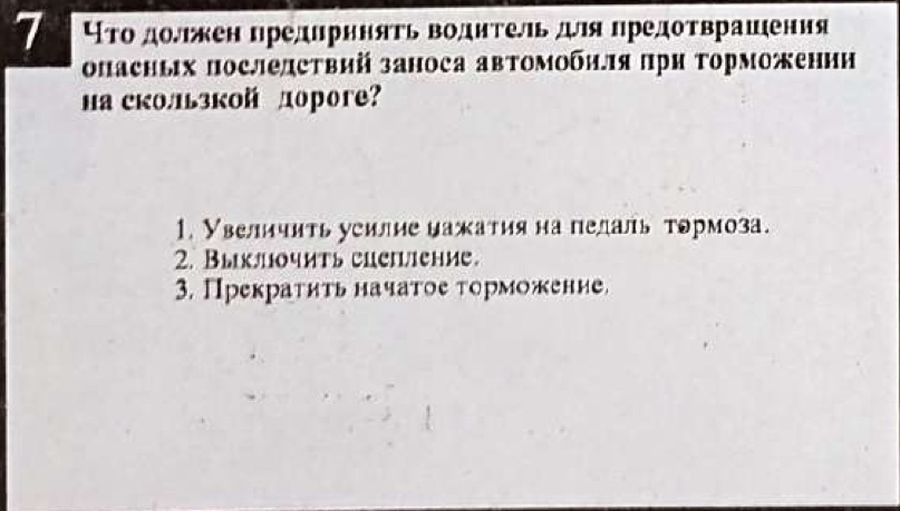 7
Что должен предпринять водитель для предотвращения
опасных последствий заноса автомобиля при торможении
на скользкой дороге?
1. Увеличить усилие нажатия на педаль тормоза.
2. Выключить сцепление.
3. Прекратить начатое торможение.